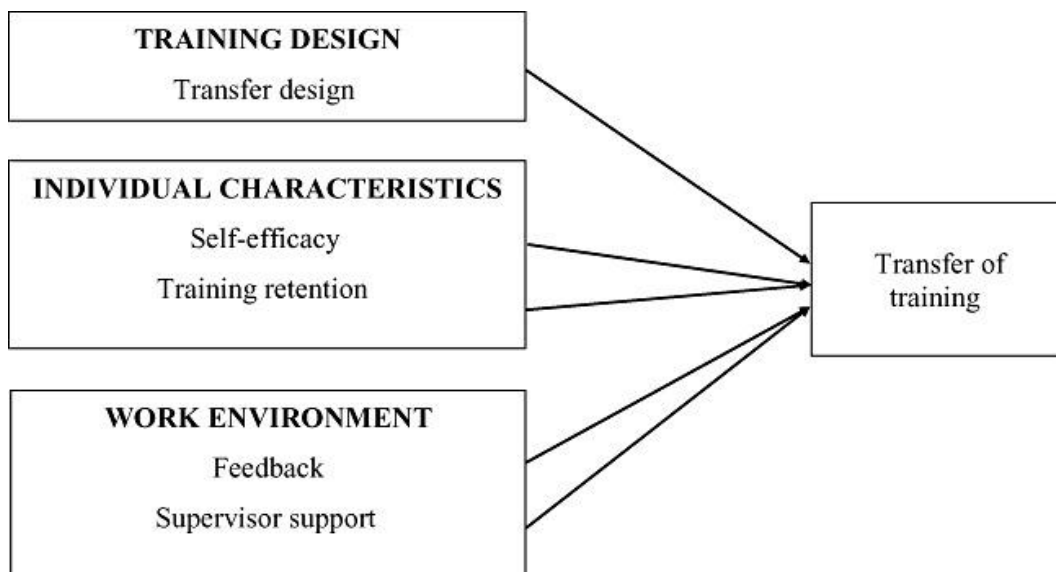 TRAINING DESIGN
Transfer design
INDIVIDUAL CHARACTERISTICS
Self-efficacy
Training retention
WORK ENVIRONMENT
Feedback
Supervisor support
Transfer of
training